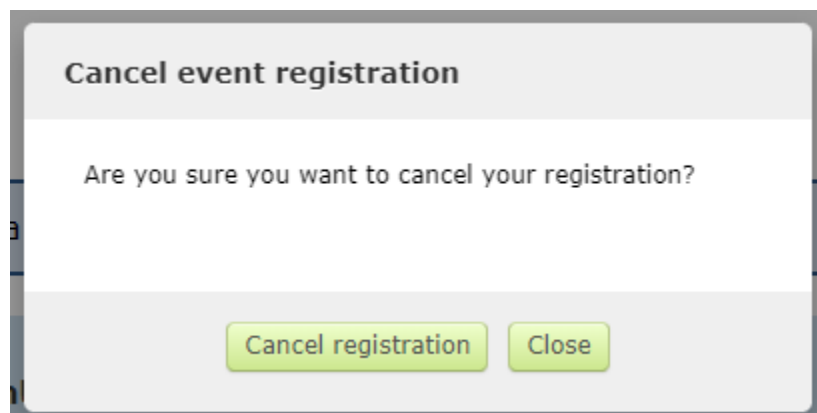 Cancel event registration
Are you sure you want to cancel your registration?
Cancel registration
Close